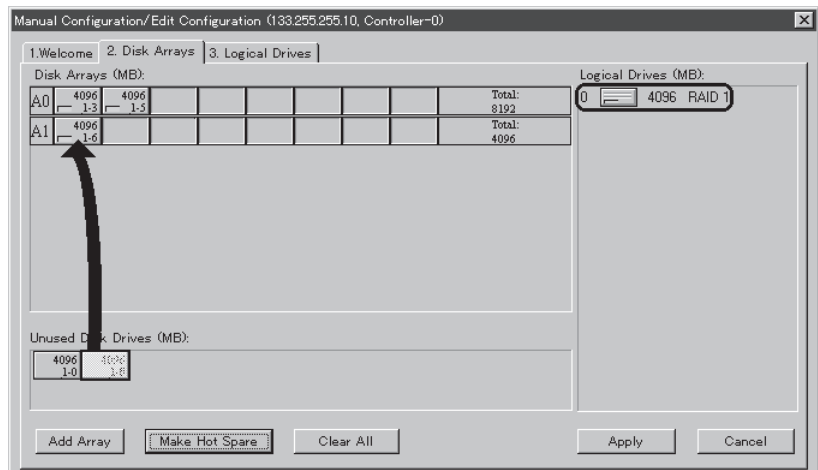 Manual Configuration/Edit Configuration (133.255.255.10, Controller-0)
1.Welcome 2. Disk Arrays 3. Logical Drives
Disk Arrays (MB):
A0 4096 1-3 4096 1-5 Total: 8192
A1 4096 1-6 Total: 4096
Logical Drives (MB):
0 4096 RAID 1
Unused Disk Drives (MB):
4096 1-0 4096
Add Array Make Hot Spare Clear All Apply Cancel